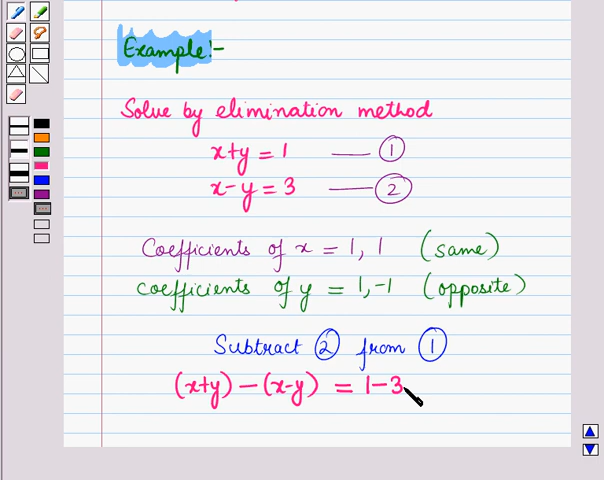 Example:-
Solve by elimination method
x+y = 1 —— ①
x-y = 3 —— ②
Coefficients of x = 1, 1 (same)
coefficients of y = 1, -1 (opposite)
Subtract ② from ①
(x+y) - (x-y) = 1-3